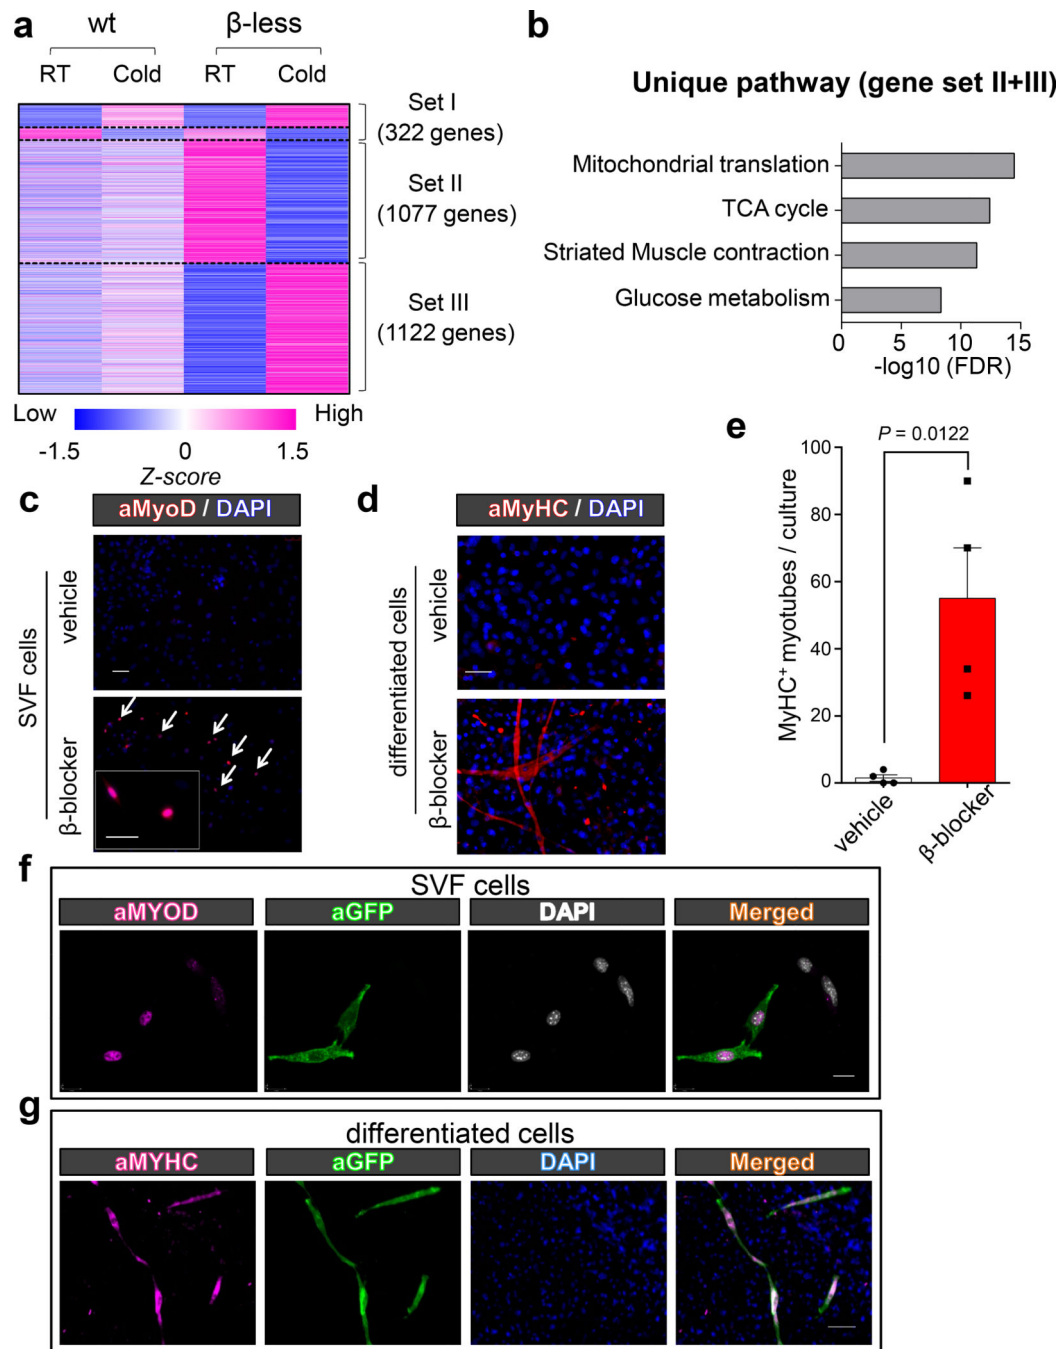 a
wt
β-less
RT
Cold
RT
Cold
Set I
(322 genes)
Set II
(1077 genes)
Set III
(1122 genes)
Low
High
-1.5
0
1.5
Z-score
b
Unique pathway (gene set II+III)
Mitochondrial translation
TCA cycle
Striated Muscle contraction
Glucose metabolism
0
5
10
15
-log10 (FDR)
c
aMyoD / DAPI
SVF cells
vehicle
β-blocker
d
aMyHC / DAPI
differentiated cells
vehicle
β-blocker
e
P = 0.0122
MyHC⁺ myotubes / culture
100
80
60
40
20
0
vehicle
β-blocker
f
SVF cells
aMYOD
aGFP
DAPI
Merged
g
differentiated cells
aMYHC
aGFP
DAPI
Merged